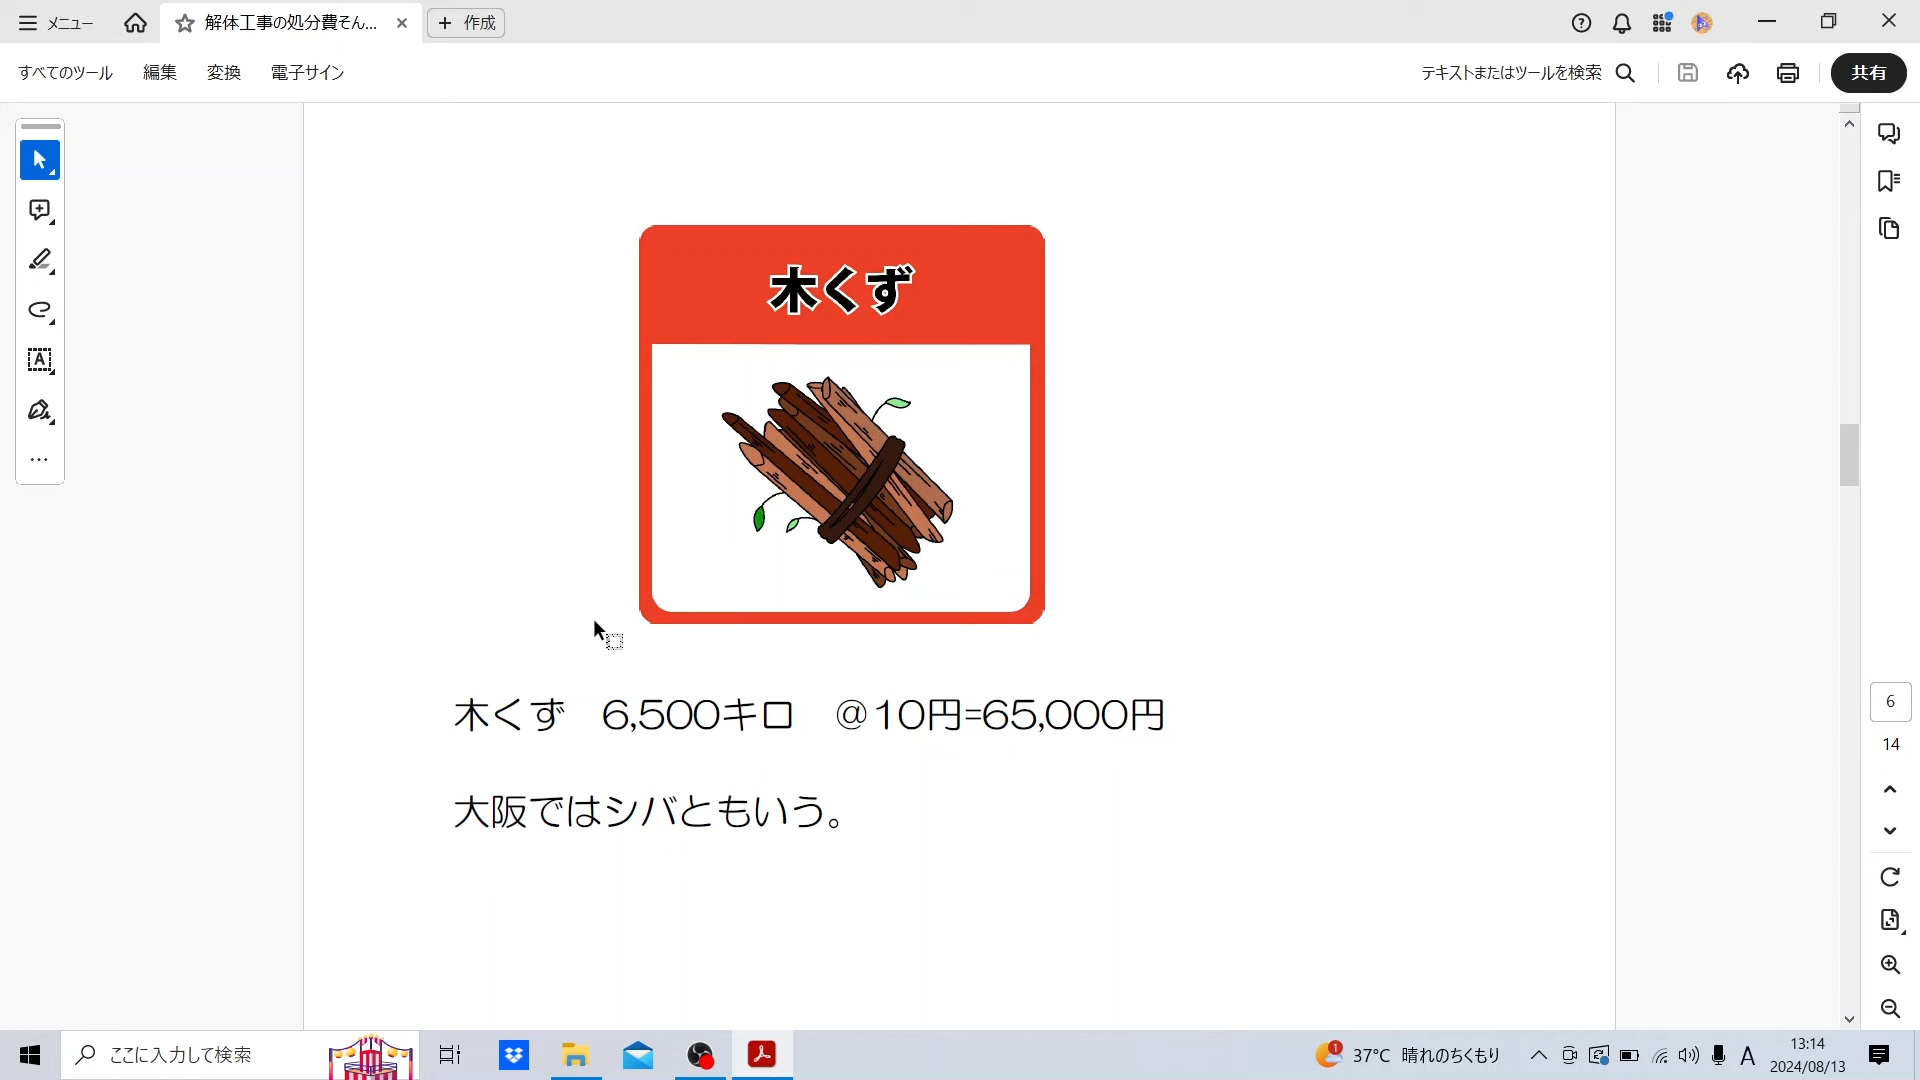 メニュー
解体工事の処分費そん...
作成
すべてのツール
編集
変換
電子サイン
テキストまたはツールを検索
共有
木くず
木くず 6,500キロ @10円=65,000円
大阪ではシバともいう。
6
14
ここに入力して検索
1
37°C 晴れのちくもり
A
13:14
2024/08/13